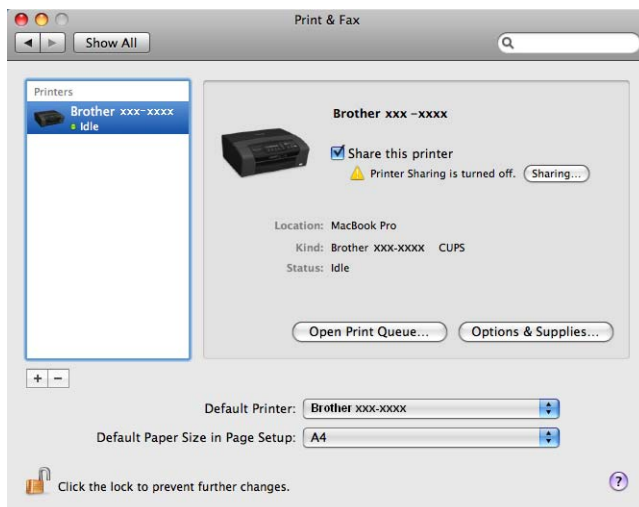 Print & Fax
Show All
Printers
Brother xxx-xxxx
Idle
Brother xxx –xxxx
Share this printer
Printer Sharing is turned off. Sharing...
Location: MacBook Pro
Kind: Brother XXX-XXXX CUPS
Status: Idle
Open Print Queue... Options & Supplies...
+ −
Default Printer: Brother xxx-xxxx
Default Paper Size in Page Setup: A4
Click the lock to prevent further changes.
?